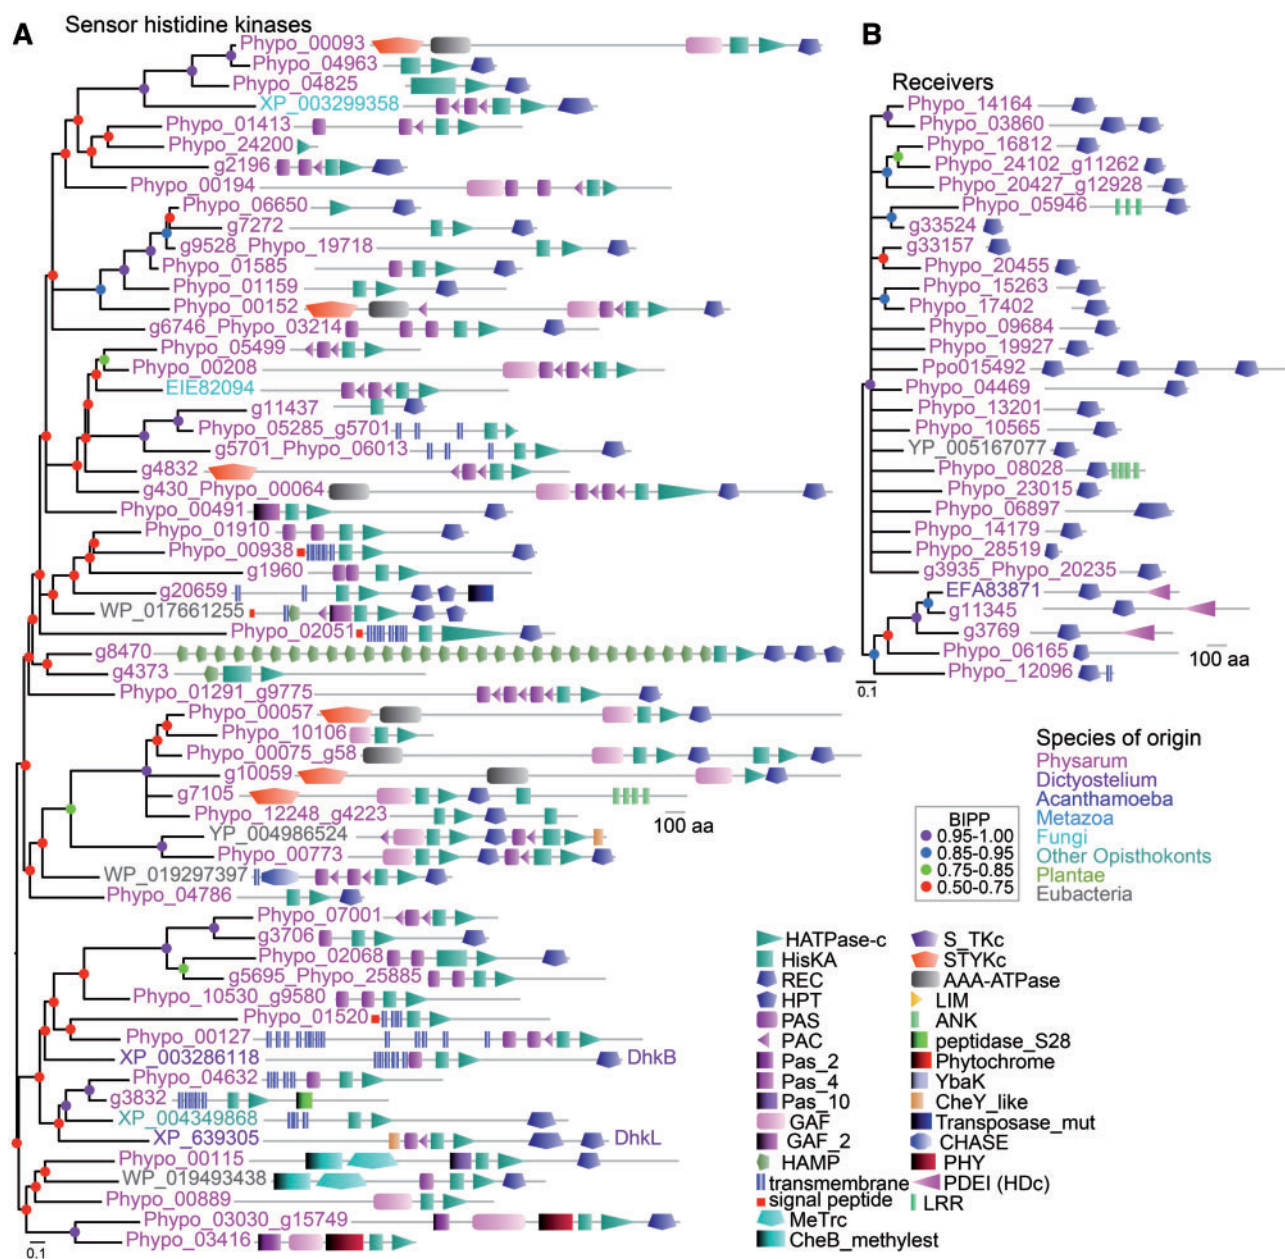 A
Sensor histidine kinases
Phypo_00093
Phypo_04963
Phypo_04825
XP_003299358
Phypo_01413
Phypo_24200
g2196
Phypo_00194
Phypo_06650
g7272
g9528_Phypo_19718
Phypo_01585
Phypo_01159
Phypo_00152
g6746_Phypo_03214
Phypo_05499
Phypo_00208
EIE82094
g11437
Phypo_05285_g5701
g5701_Phypo_06013
g4832
g430_Phypo_00064
Phypo_00491
Phypo_01910
Phypo_00938
g1960
g20659
WP_017661255
Phypo_02051
g8470
g4373
Phypo_01291_g9775
Phypo_00057
Phypo_10106
Phypo_00075_g58
g10059
g7105
Phypo_12248_g4223
YP_004986524
Phypo_00773
WP_019297397
Phypo_04786
Phypo_07001
g3706
Phypo_02068
g5695_Phypo_25885
Phypo_10530_g9580
Phypo_01520
Phypo_00127
XP_003286118 DhkB
Phypo_04632
g3832
XP_004349868
XP_639305 DhkL
Phypo_00115
WP_019493438
Phypo_00889
Phypo_03030_g15749
Phypo_03416
0.1
100 aa
B
Receivers
Phypo_14164
Phypo_03860
Phypo_16812
Phypo_24102_g11262
Phypo_20427_g12928
Phypo_05946
g33524
g33157
Phypo_20455
Phypo_15263
Phypo_17402
Phypo_09684
Phypo_19927
Ppo015492
Phypo_04469
Phypo_13201
Phypo_10565
YP_005167077
Phypo_08028
Phypo_23015
Phypo_06897
Phypo_14179
Phypo_28519
g3935_Phypo_20235
EFA83871
g11345
g3769
Phypo_06165
Phypo_12096
100 aa
0.1
BIPP
0.95-1.00
0.85-0.95
0.75-0.85
0.50-0.75
Species of origin
Physarum
Dictyostelium
Acanthamoeba
Metazoa
Fungi
Other Opisthokonts
Plantae
Eubacteria
HATPase-c
HisKA
REC
HPT
PAS
PAC
Pas_2
Pas_4
Pas_10
GAF
GAF_2
HAMP
transmembrane
signal peptide
MeTrc
CheB_methylest
S_TKc
STYKc
AAA-ATPase
LIM
ANK
peptidase_S28
Phytochrome
YbaK
CheY_like
Transposase_mut
CHASE
PHY
PDEI (HDc)
LRR